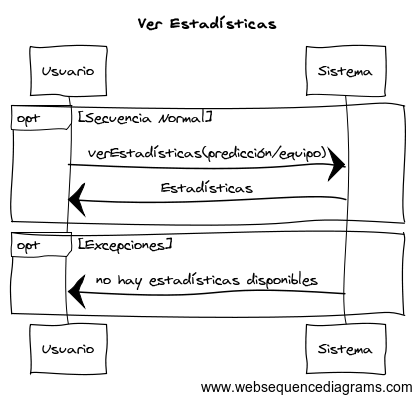 Ver Estadísticas
Usuario Sistema
opt [Secuencia Normal]
verEstadísticas(predicción/equipo)
Estadísticas
opt [Excepciones]
no hay estadísticas disponibles
Usuario Sistema
www.websequencediagrams.com